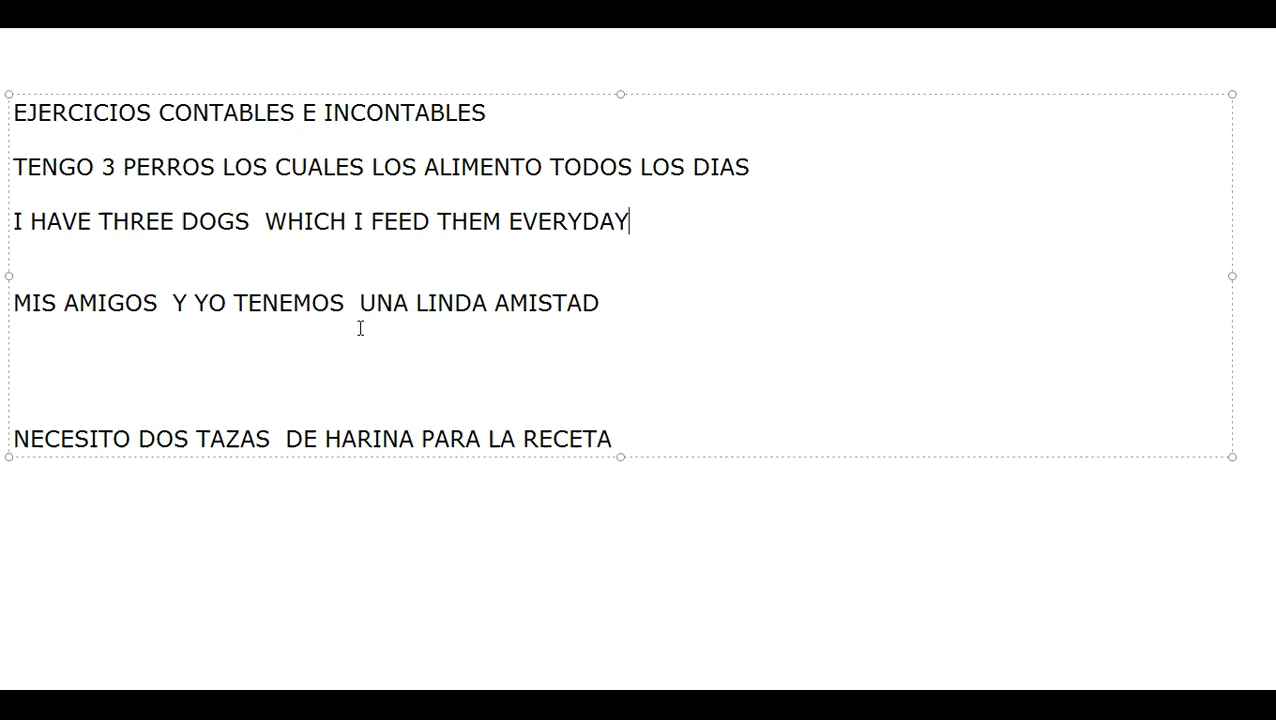 EJERCICIOS CONTABLES E INCONTABLES
TENGO 3 PERROS LOS CUALES LOS ALIMENTO TODOS LOS DIAS
I HAVE THREE DOGS  WHICH I FEED THEM EVERYDAY
MIS AMIGOS  Y YO TENEMOS  UNA LINDA AMISTAD
NECESITO DOS TAZAS  DE HARINA PARA LA RECETA